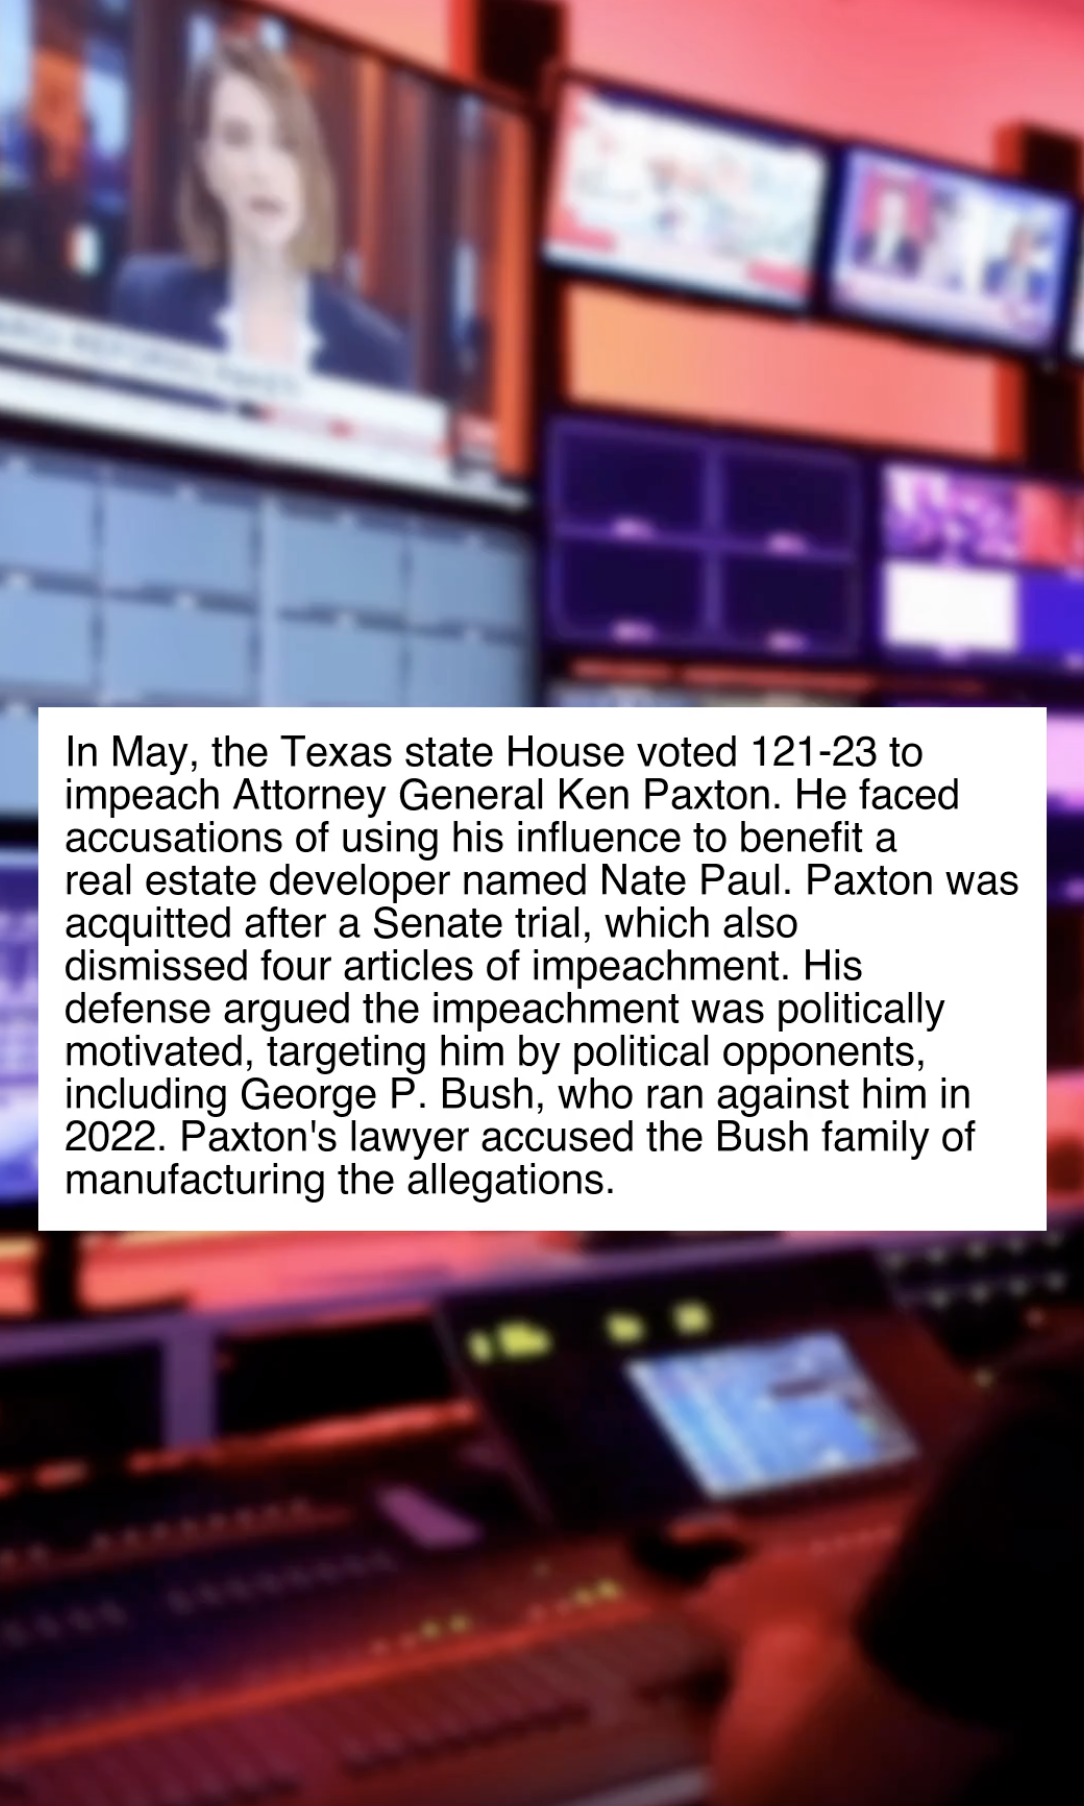 In May, the Texas state House voted 121-23 to
impeach Attorney General Ken Paxton. He faced
accusations of using his influence to benefit a
real estate developer named Nate Paul. Paxton was
acquitted after a Senate trial, which also
dismissed four articles of impeachment. His
defense argued the impeachment was politically
motivated, targeting him by political opponents,
including George P. Bush, who ran against him in
2022. Paxton's lawyer accused the Bush family of
manufacturing the allegations.